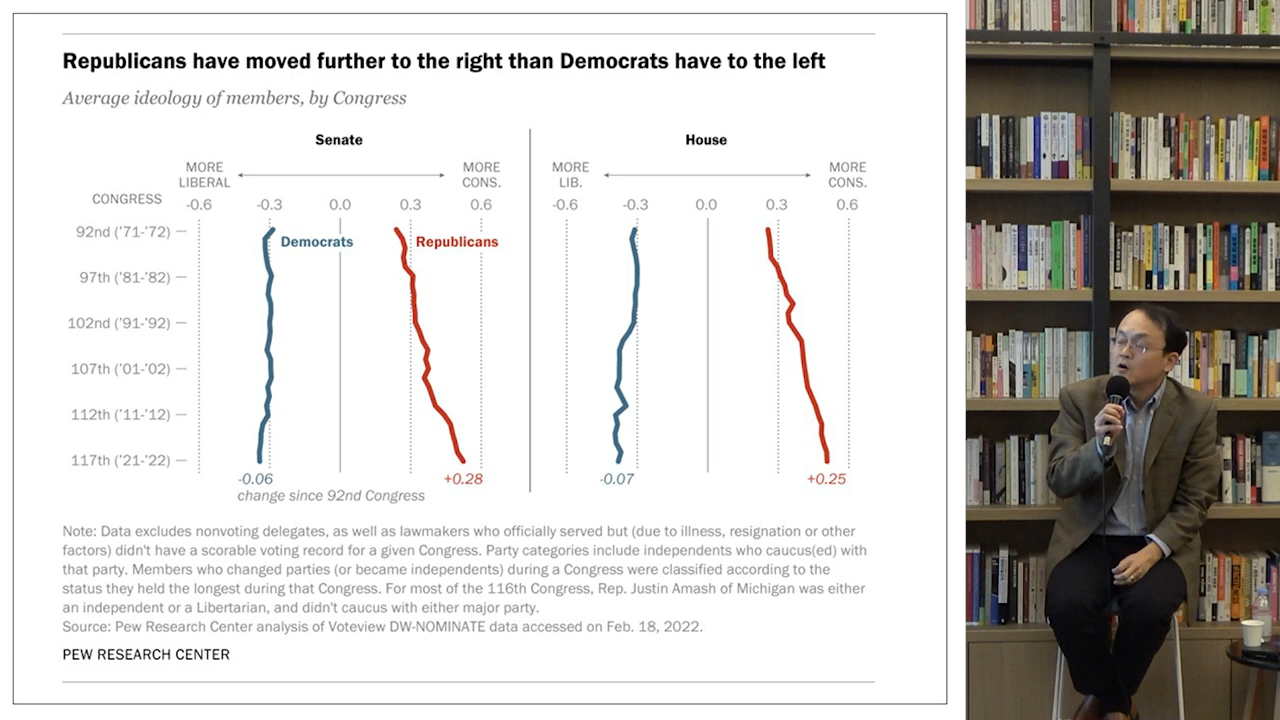 Republicans have moved further to the right than Democrats have to the left
Average ideology of members, by Congress
Senate
House
MORE LIBERAL
MORE CONS.
MORE LIB.
MORE CONS.
CONGRESS
-0.6 -0.3 0.0 0.3 0.6
-0.6 -0.3 0.0 0.3 0.6
92nd ('71-'72)
Democrats
Republicans
97th ('81-'82)
102nd ('91-'92)
107th ('01-'02)
112th ('11-'12)
117th ('21-'22)
-0.06
+0.28
-0.07
+0.25
change since 92nd Congress
Note: Data excludes nonvoting delegates, as well as lawmakers who officially served but (due to illness, resignation or other
factors) didn't have a scorable voting record for a given Congress. Party categories include independents who caucus(ed) with
that party. Members who changed parties (or became independents) during a Congress were classified according to the
status they held the longest during that Congress. For most of the 116th Congress, Rep. Justin Amash of Michigan was either
an independent or a Libertarian, and didn't caucus with either major party.
Source: Pew Research Center analysis of Voteview DW-NOMINATE data accessed on Feb. 18, 2022.
PEW RESEARCH CENTER